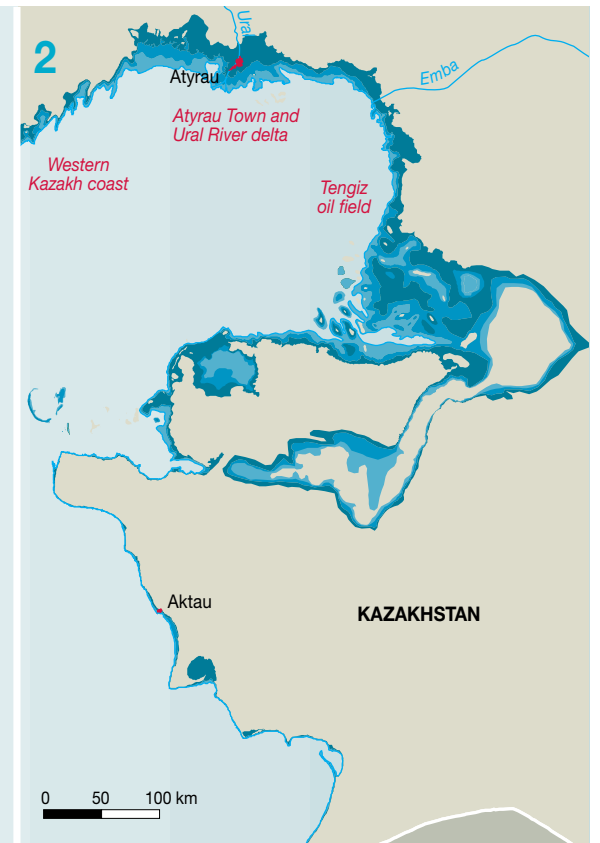 2
Ural
Emba
Atyrau
Atyrau Town and
Ural River delta
Western
Kazakh coast
Tengiz
oil field
Aktau
KAZAKHSTAN
0 50 100 km